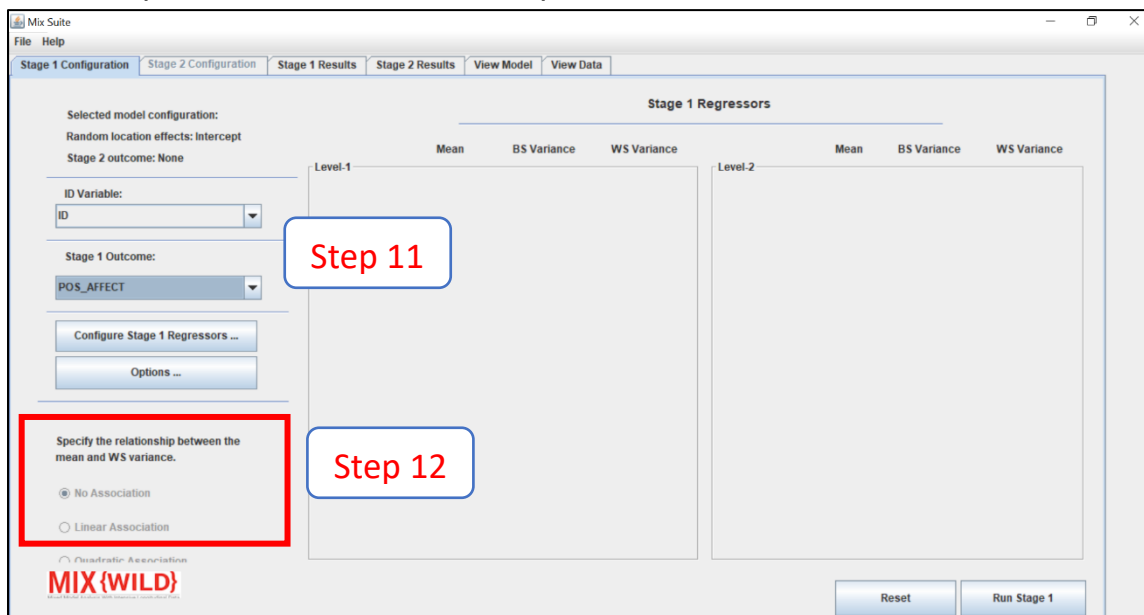 Mix Suite
File Help
Stage 1 Configuration Stage 2 Configuration Stage 1 Results Stage 2 Results View Model View Data
Selected model configuration:
Random location effects: Intercept
Stage 2 outcome: None
ID Variable:
ID
Stage 1 Outcome:
POS_AFFECT
Configure Stage 1 Regressors ...
Options ...
Specify the relationship between the
mean and WS variance.
No Association
Linear Association
Quadratic Association
MIX {WILD}
Stage 1 Regressors
Mean BS Variance WS Variance Mean BS Variance WS Variance
Level-1 Level-2
Step 11
Step 12
Reset Run Stage 1